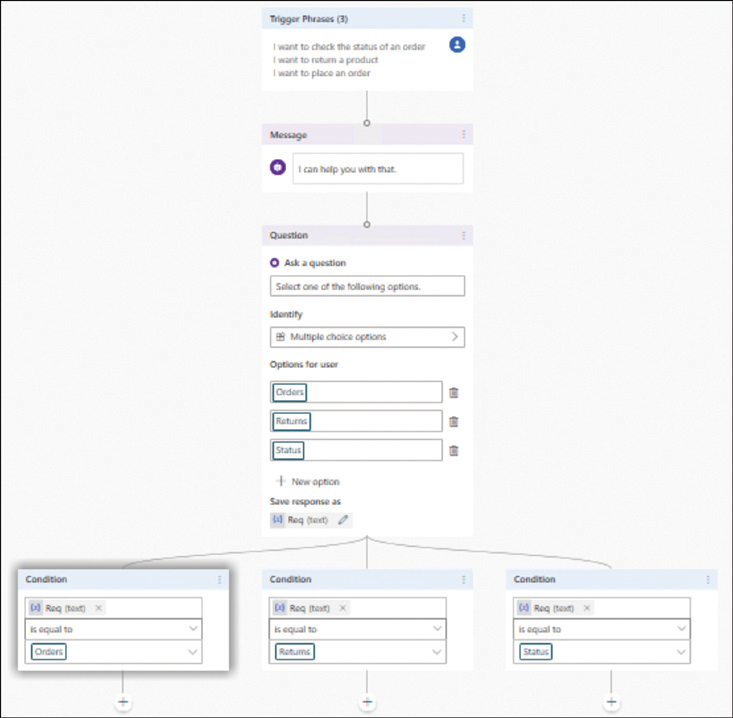 Trigger Phrases (3)
I want to check the status of an order
I want to return a product
I want to place an order
Message
I can help you with that.
Question
Ask a question
Select one of the following options.
Identify
Multiple choice options
Options for user
Orders
Returns
Status
New option
Save response as
{x} Req (text)
Condition
{x} Req (text)
is equal to
Orders
Condition
{x} Req (text)
is equal to
Returns
Condition
{x} Req (text)
is equal to
Status